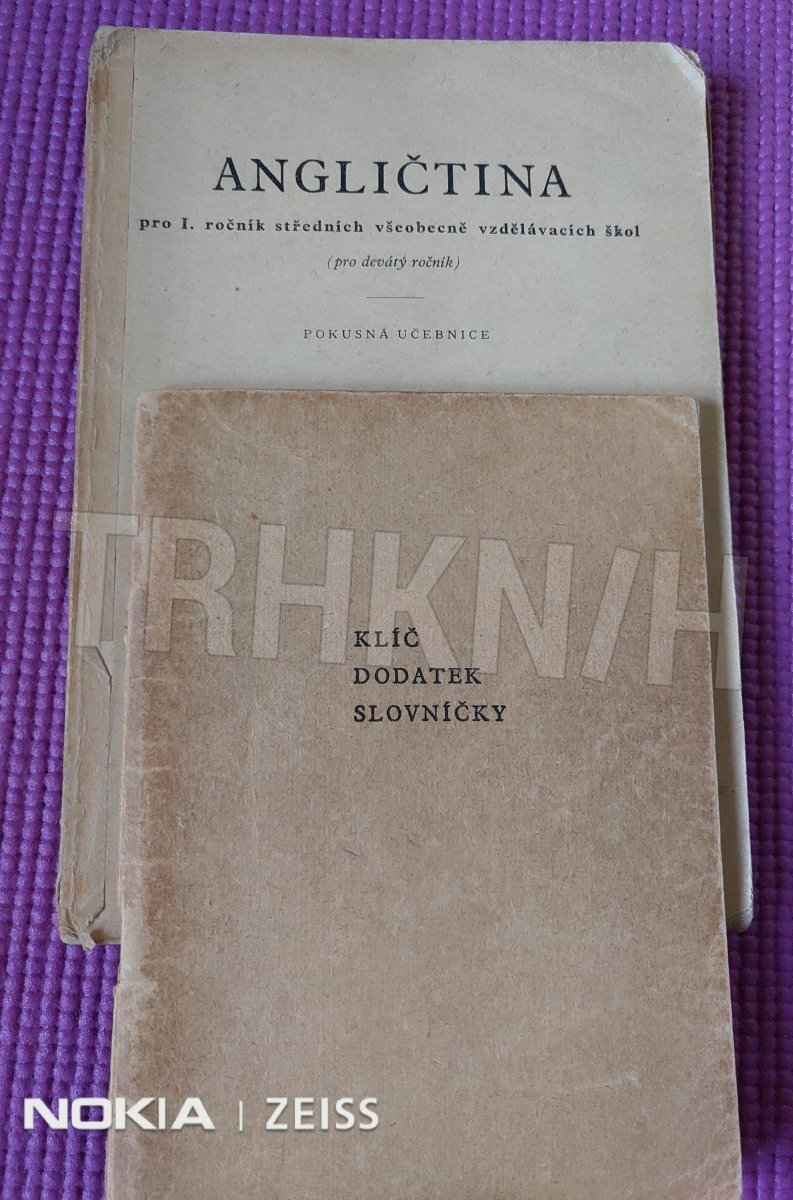 ANGLIČTINA
pro I. ročník středních všeobecně vzdělávacích škol
(pro devátý ročník)
POKUSNÁ UČEBNICE
TRHKNIH
KLÍČ
DODATEK
SLOVNÍČKY
NOKIA | ZEISS